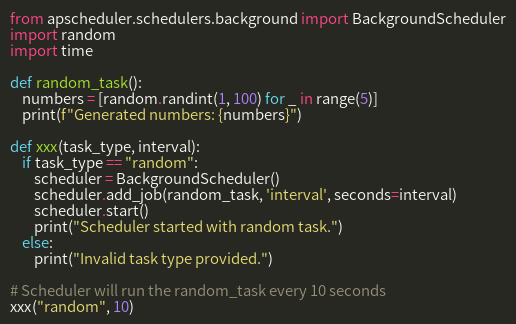 from apscheduler.schedulers.background import BackgroundScheduler
import random
import time

def random_task():
    numbers = [random.randint(1, 100) for _ in range(5)]
    print(f"Generated numbers: {numbers}")

def xxx(task_type, interval):
    if task_type == "random":
        scheduler = BackgroundScheduler()
        scheduler.add_job(random_task, 'interval', seconds=interval)
        scheduler.start()
        print("Scheduler started with random task.")
    else:
        print("Invalid task type provided.")

# Scheduler will run the random_task every 10 seconds
xxx("random", 10)